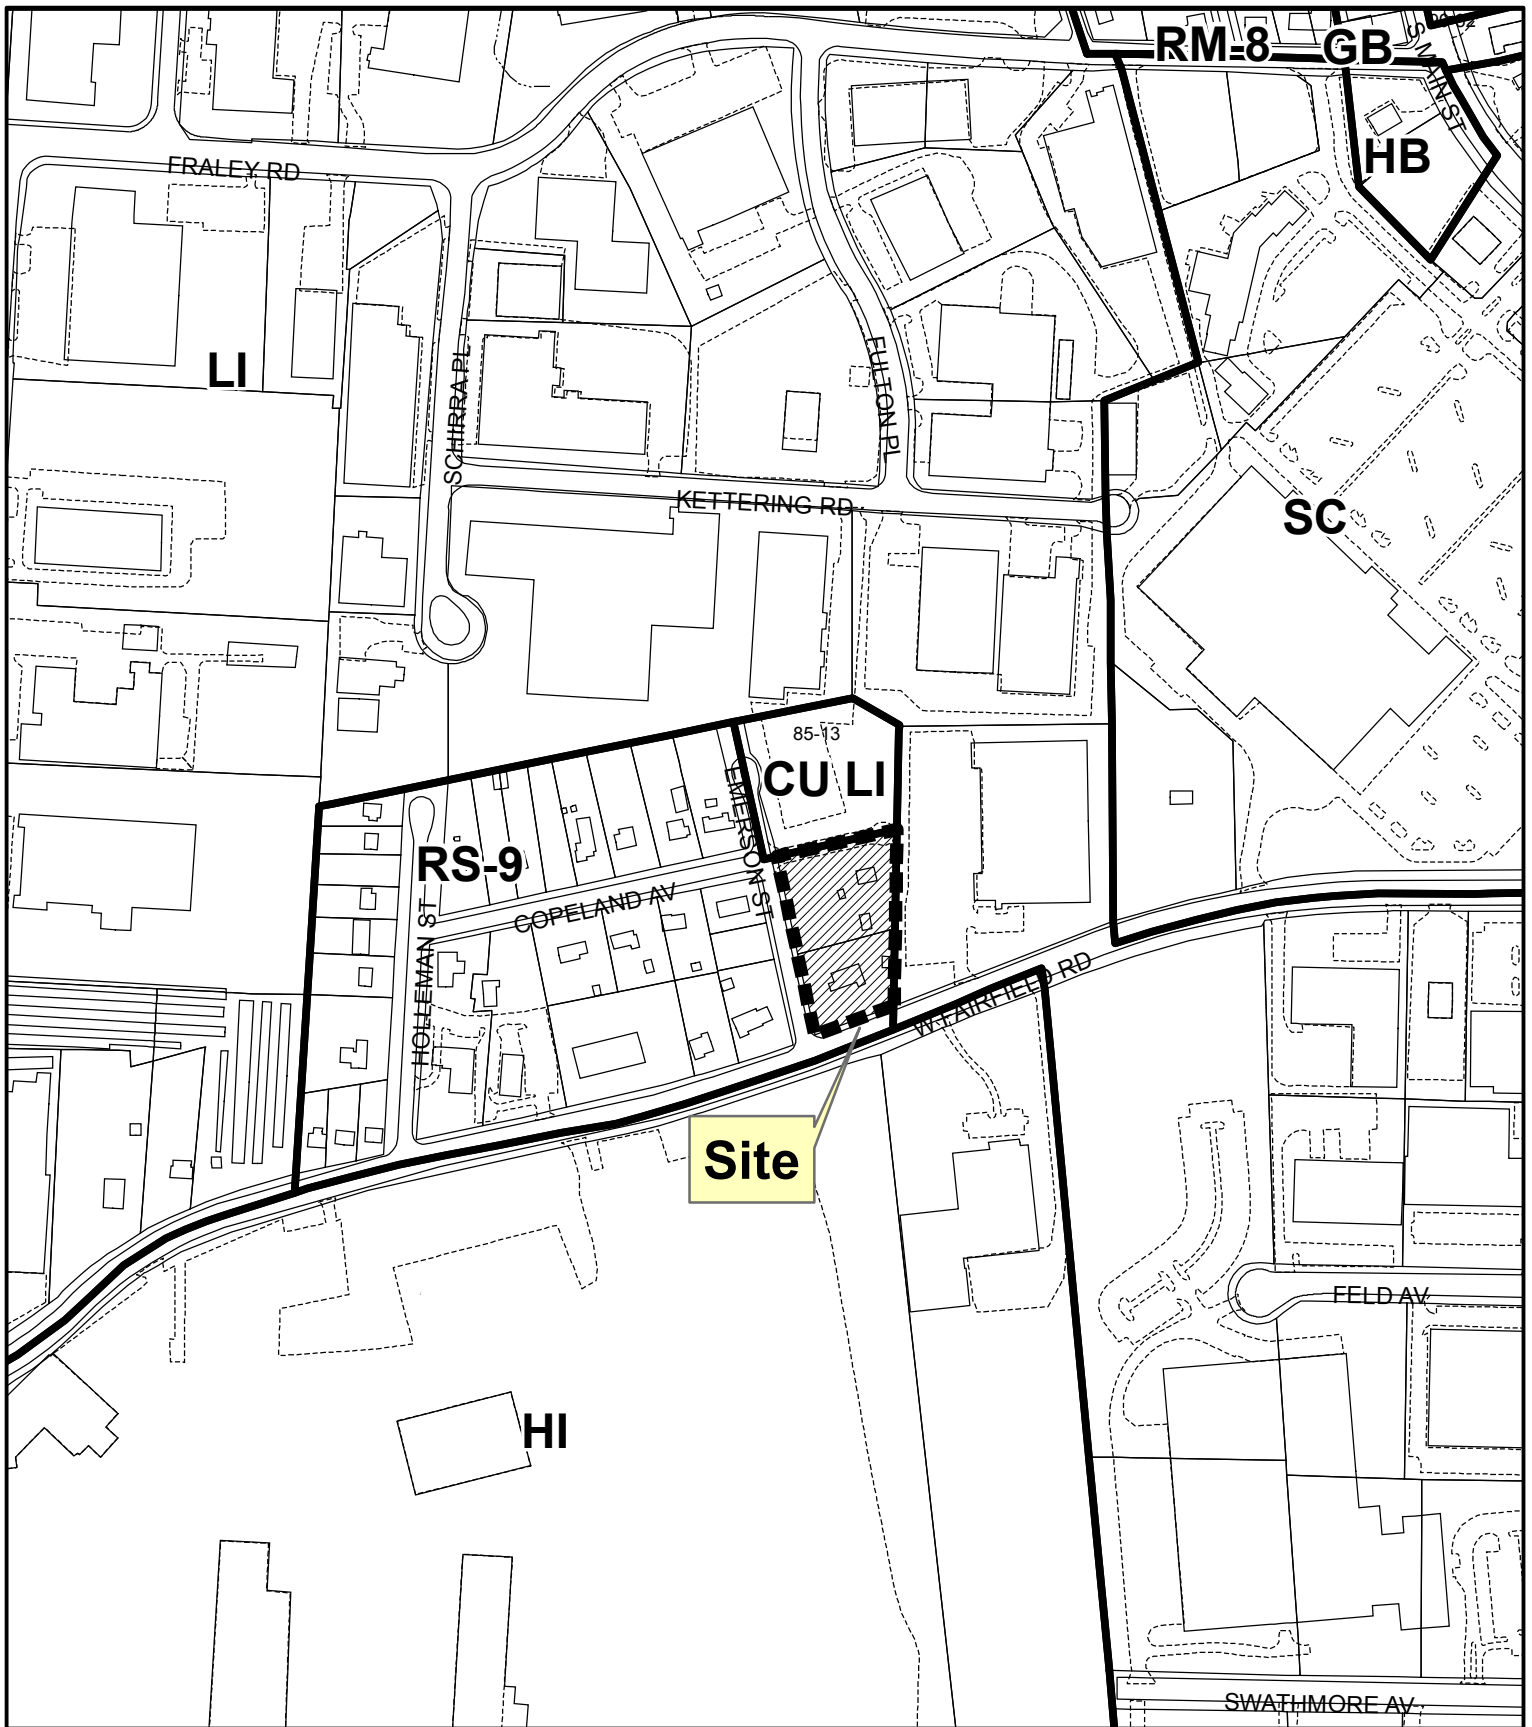 RM-8
GB
S MAIN ST
HB
FRALEY RD
LI
SCHIRRA PL
FULTON PL
KETTERING RD
SC
85-13
CU LI
EMERSON ST
RS-9
COPELAND AV
HOLLEMAN ST
W FAIRFIELD RD
Site
FELD AV
HI
SWATHMORE AV